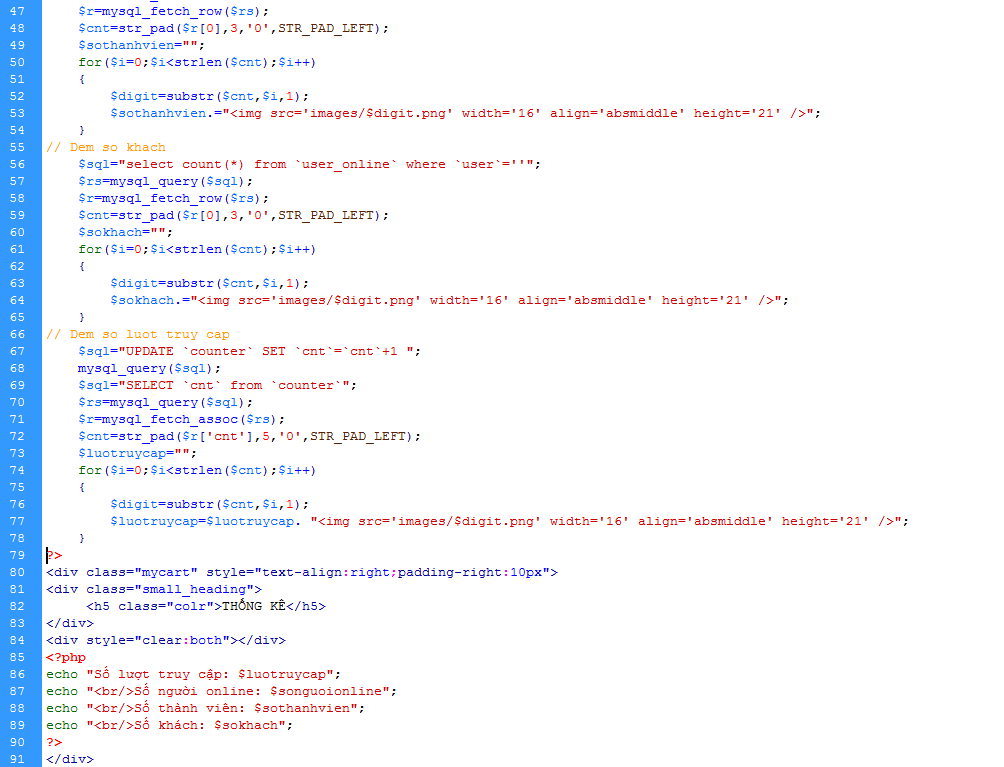 47     $r=mysql_fetch_row($rs);
48     $cnt=str_pad($r[0],3,'0',STR_PAD_LEFT);
49     $sothanhvien="";
50     for($i=0;$i<strlen($cnt);$i++)
51     {
52         $digit=substr($cnt,$i,1);
53         $sothanhvien.="<img src='images/$digit.png' width='16' align='absmiddle' height='21' />";
54     }
55 // Dem so khach
56     $sql="select count(*) from `user_online` where `user`=''";
57     $rs=mysql_query($sql);
58     $r=mysql_fetch_row($rs);
59     $cnt=str_pad($r[0],3,'0',STR_PAD_LEFT);
60     $sokhach="";
61     for($i=0;$i<strlen($cnt);$i++)
62     {
63         $digit=substr($cnt,$i,1);
64         $sokhach.="<img src='images/$digit.png' width='16' align='absmiddle' height='21' />";
65     }
66 // Dem so luot truy cap
67     $sql="UPDATE `counter` SET `cnt`=`cnt`+1 ";
68     mysql_query($sql);
69     $sql="SELECT `cnt` from `counter`";
70     $rs=mysql_query($sql);
71     $r=mysql_fetch_assoc($rs);
72     $cnt=str_pad($r['cnt'],5,'0',STR_PAD_LEFT);
73     $luotruycap="";
74     for($i=0;$i<strlen($cnt);$i++)
75     {
76         $digit=substr($cnt,$i,1);
77         $luotruycap=$luotruycap. "<img src='images/$digit.png' width='16' align='absmiddle' height='21' />";
78     }
79 ?>
80 <div class="mycart" style="text-align:right;padding-right:10px">
81 <div class="small_heading">
82      <h5 class="colr">THỐNG KÊ</h5>
83 </div>
84 <div style="clear:both"></div>
85 <?php
86 echo "Số lượt truy cập: $luotruycap";
87 echo "<br/>Số người online: $songuoionline";
88 echo "<br/>Số thành viên: $sothanhvien";
89 echo "<br/>Số khách: $sokhach";
90 ?>
91 </div>